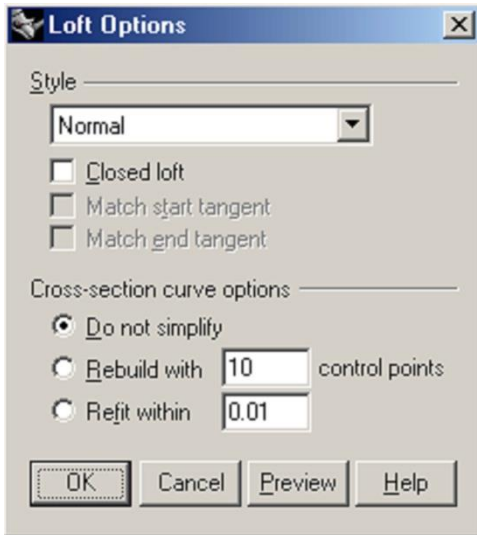 Loft Options
Style
Normal
Closed loft
Match start tangent
Match end tangent
Cross-section curve options
Do not simplify
Rebuild with 10 control points
Refit within 0.01
OK Cancel Preview Help